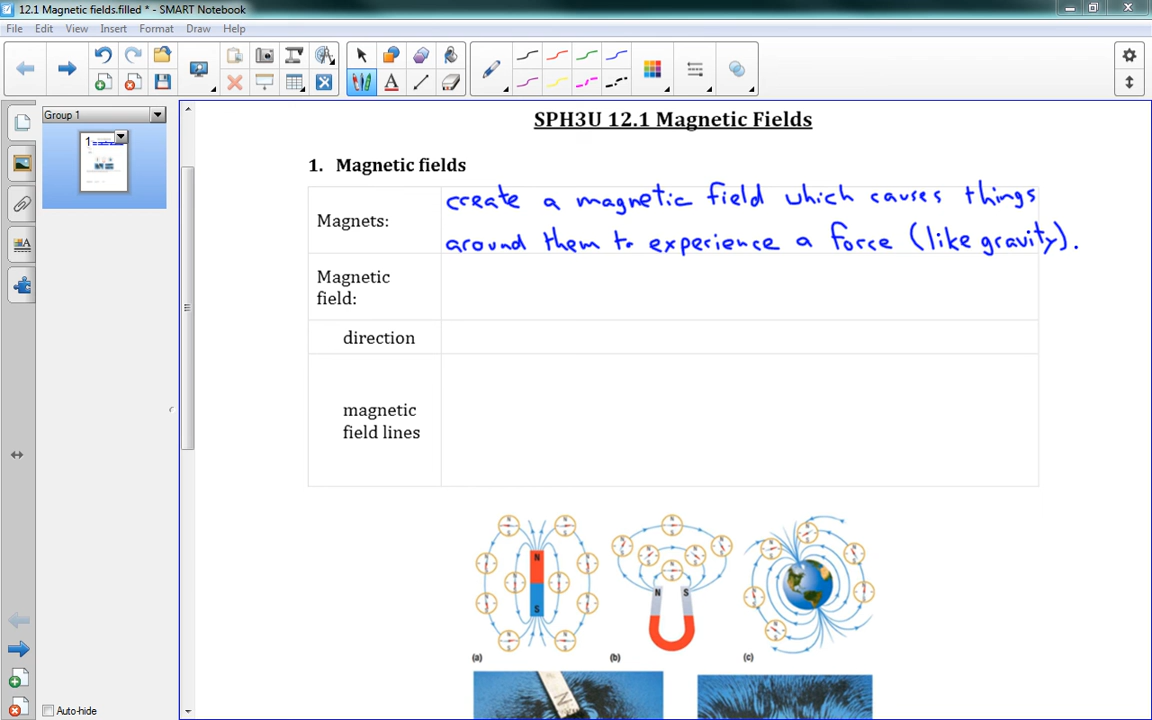 12.1 Magnetic fields.filled * - SMART Notebook
File Edit View Insert Format Draw Help
Group 1
1
SPH3U 12.1 Magnetic Fields
1. Magnetic fields
Magnets:
create a magnetic field which causes things
around them to experience a force (like gravity).
Magnetic
field:
direction
magnetic
field lines
N
S
N S
(a) (b) (c)
N
Auto-hide